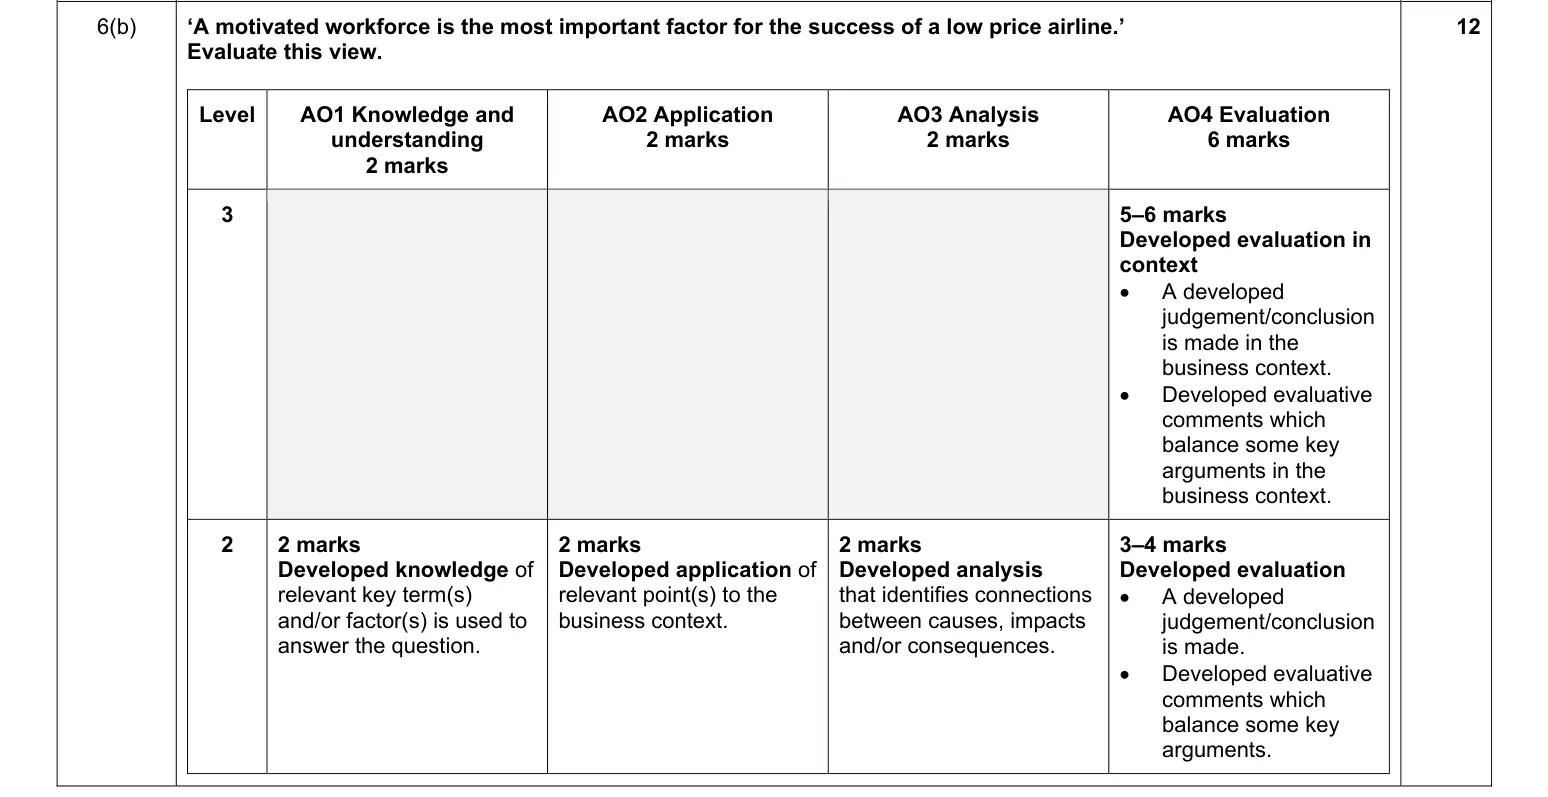 6(b)
‘A motivated workforce is the most important factor for the success of a low price airline.’
Evaluate this view.
12
Level
AO1 Knowledge and
understanding
2 marks
AO2 Application
2 marks
AO3 Analysis
2 marks
AO4 Evaluation
6 marks
3
5–6 marks
Developed evaluation in
context
• A developed
judgement/conclusion
is made in the
business context.
• Developed evaluative
comments which
balance some key
arguments in the
business context.
2
2 marks
Developed knowledge of
relevant key term(s)
and/or factor(s) is used to
answer the question.
2 marks
Developed application of
relevant point(s) to the
business context.
2 marks
Developed analysis
that identifies connections
between causes, impacts
and/or consequences.
3–4 marks
Developed evaluation
• A developed
judgement/conclusion
is made.
• Developed evaluative
comments which
balance some key
arguments.